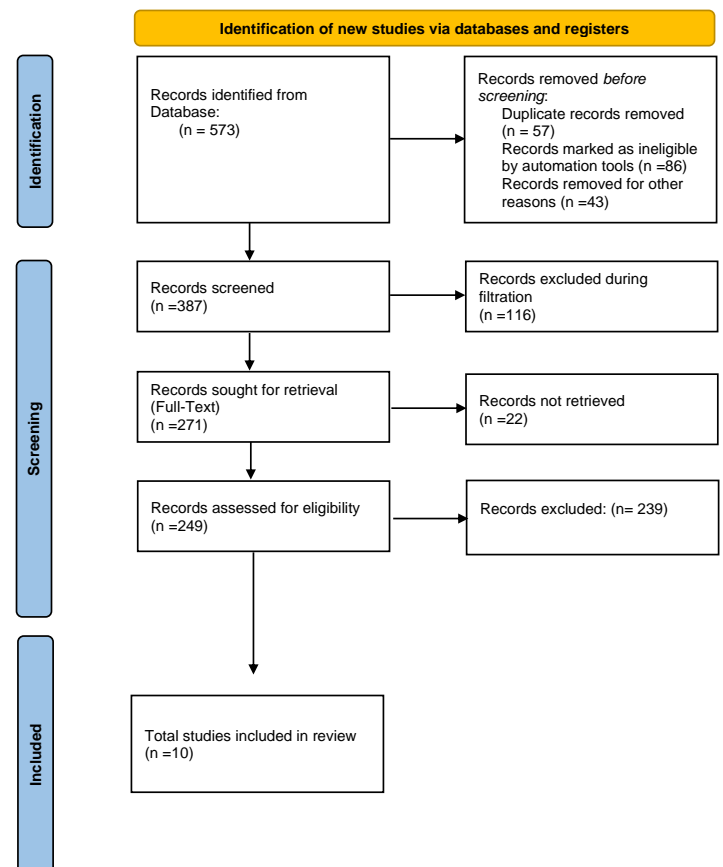 Identification of new studies via databases and registers
Identification
Records identified from
Database:
(n = 573)
Records removed before
screening:
Duplicate records removed
(n = 57)
Records marked as ineligible
by automation tools (n =86)
Records removed for other
reasons (n =43)
Screening
Records screened
(n =387)
Records excluded during
filtration
(n =116)
Records sought for retrieval
(Full-Text)
(n =271)
Records not retrieved
(n =22)
Records assessed for eligibility
(n =249)
Records excluded: (n= 239)
Included
Total studies included in review
(n =10)